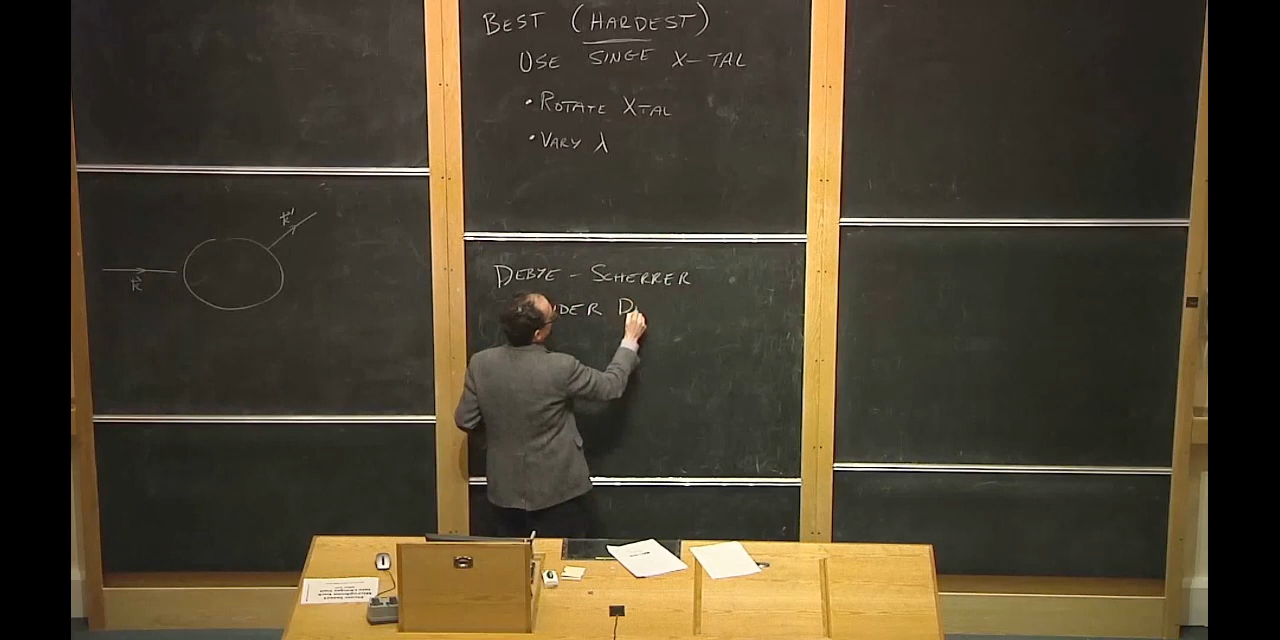 BEST (HARDEST)
USE SINGE X-TAL
• ROTATE XTAL
• VARY λ
k
k'
DEBYE - SCHERRER
DER D